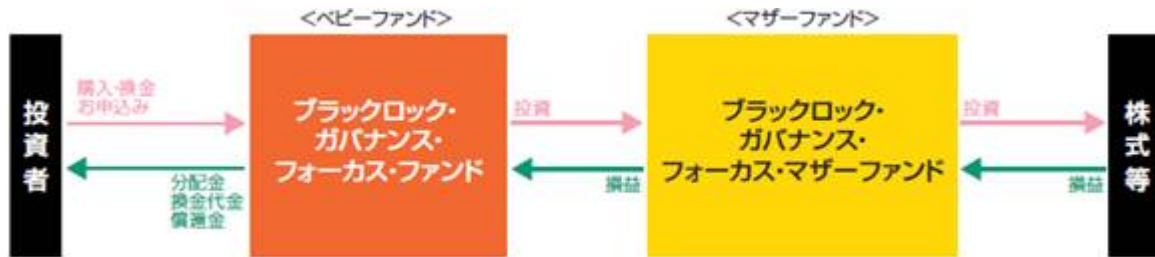 <ベビーファンド>
<マザーファンド>
投資者
購入・換金
お申込み
分配金
換金代金
償還金
ブラックロック・
ガバナンス・
フォーカス・ファンド
投資
損益
ブラックロック・
ガバナンス・
フォーカス・マザーファンド
投資
損益
株式等